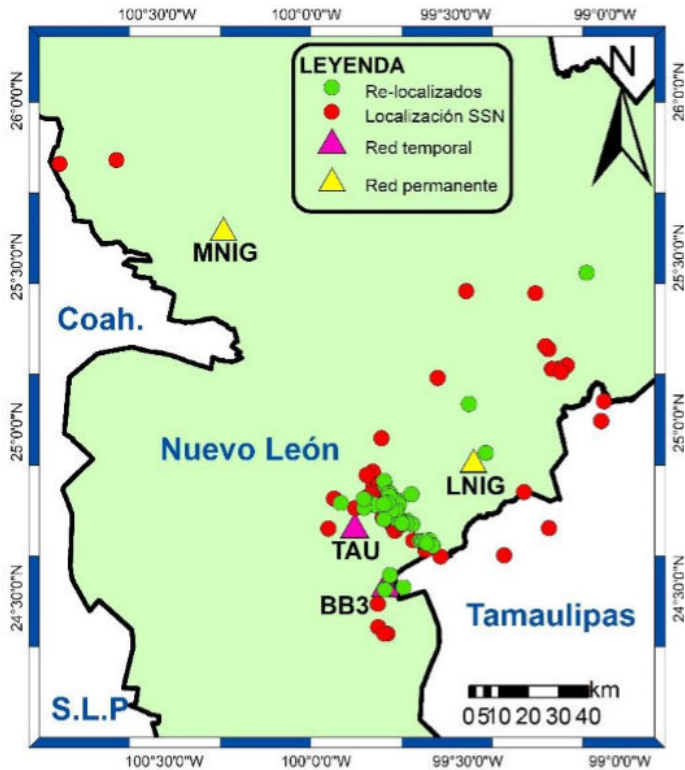 100°30'0"W 100°0'0"W 99°30'0"W 99°0'0"W
26°0'0"N
25°30'0"N
25°0'0"N
24°30'0"N
LEYENDA
Re-localizados
Localización SSN
Red temporal
Red permanente
N
26°0'0"N
25°30'0"N
25°0'0"N
24°30'0"N
MNIG
Coah.
Nuevo León
LNIG
TAU
BB3
Tamaulipas
S.L.P
km
0 5 10 20 30 40
100°30'0"W 100°0'0"W 99°30'0"W 99°0'0"W